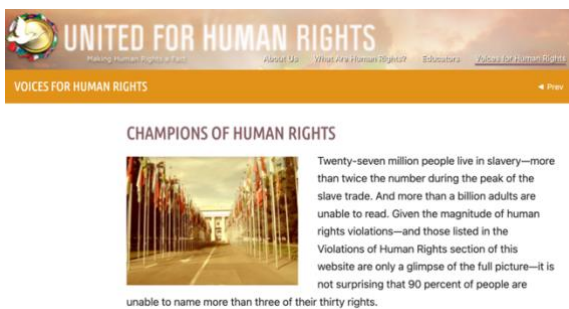 UNITED FOR HUMAN RIGHTS
Making Human Rights a Fact
About Us What Are Human Rights? Educators Voices for Human Rights
VOICES FOR HUMAN RIGHTS
◄ Prev
CHAMPIONS OF HUMAN RIGHTS
Twenty-seven million people live in slavery—more
than twice the number during the peak of the
slave trade. And more than a billion adults are
unable to read. Given the magnitude of human
rights violations—and those listed in the
Violations of Human Rights section of this
website are only a glimpse of the full picture—it is
not surprising that 90 percent of people are
unable to name more than three of their thirty rights.